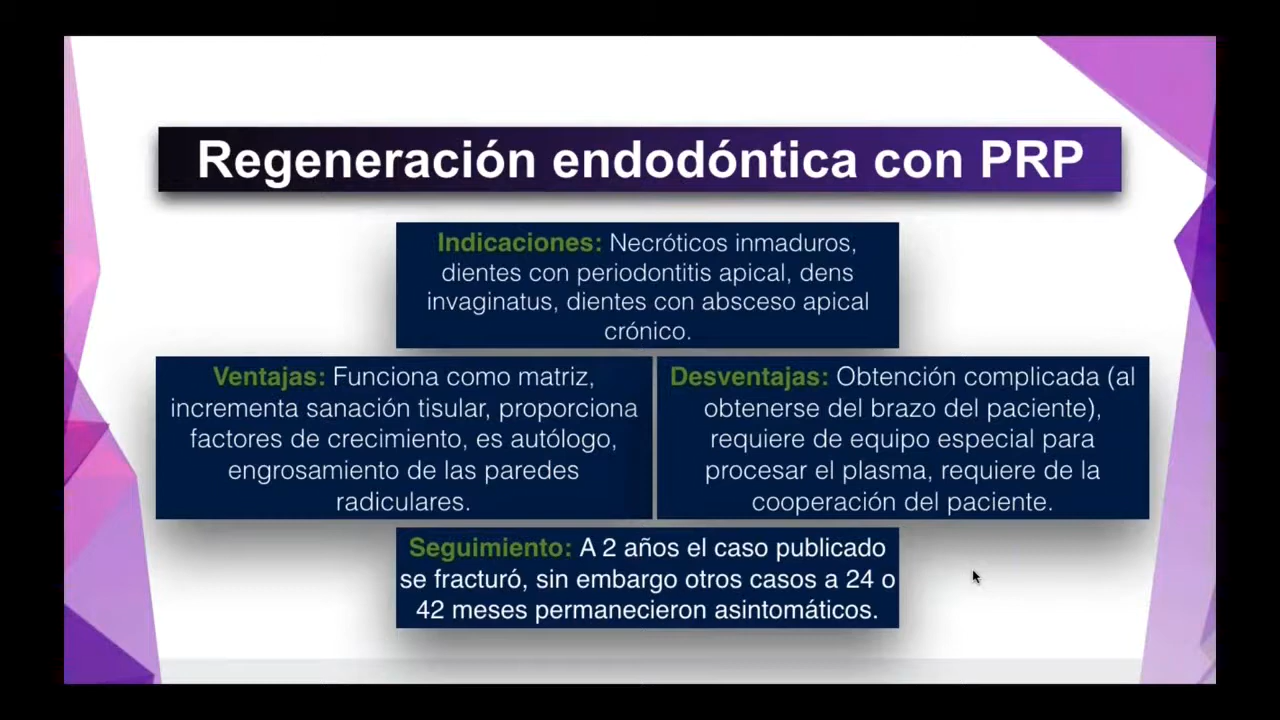 Regeneración endodóntica con PRP
Indicaciones: Necróticos inmaduros,
dientes con periodontitis apical, dens
invaginatus, dientes con absceso apical
crónico.
Ventajas: Funciona como matriz,
incrementa sanación tisular, proporciona
factores de crecimiento, es autólogo,
engrosamiento de las paredes
radiculares.
Desventajas: Obtención complicada (al
obtenerse del brazo del paciente),
requiere de equipo especial para
procesar el plasma, requiere de la
cooperación del paciente.
Seguimiento: A 2 años el caso publicado
se fracturó, sin embargo otros casos a 24 o
42 meses permanecieron asintomáticos.